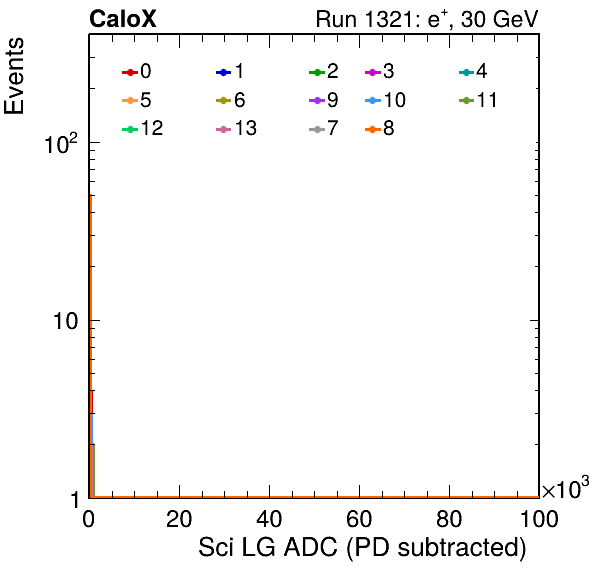 CaloX Run 1321: e⁺, 30 GeV
Events
0 1 2 3 4
5 6 9 10 11
12 13 7 8
10²
10
1
0 20 40 60 80 100 ×10³
Sci LG ADC (PD subtracted)